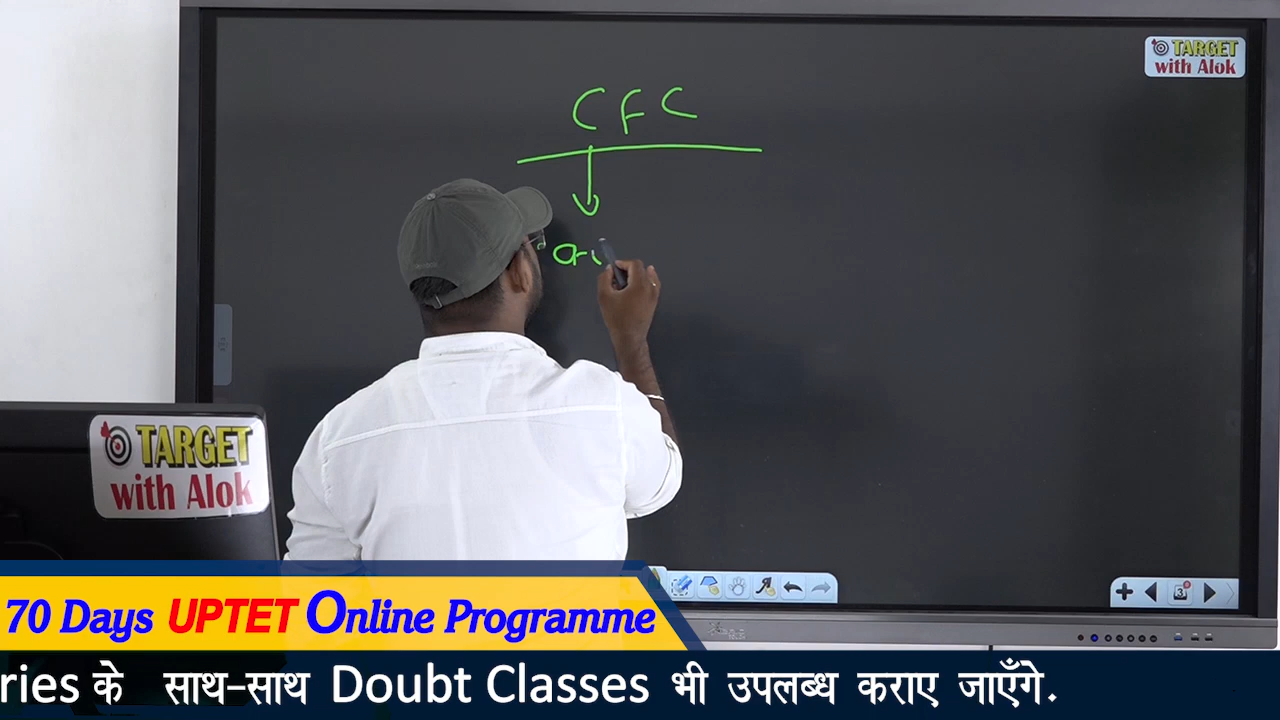 TARGET
with Alok
CFC
TARGET
with Alok
70 Days UPTET Online Programme
ries के साथ-साथ Doubt Classes भी उपलब्ध कराए जाएँगे.